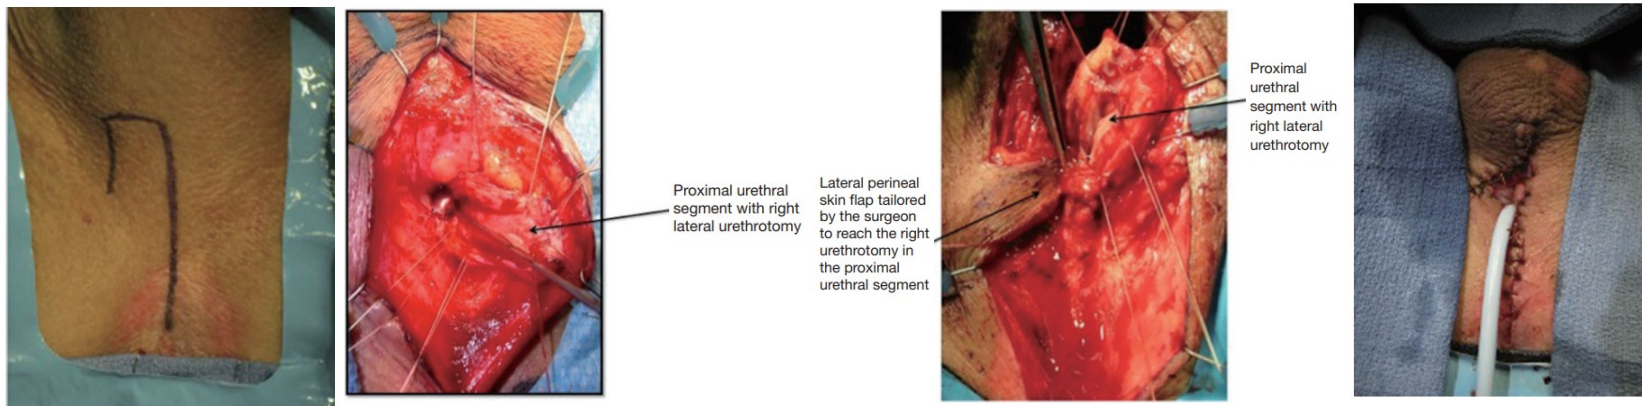 Proximal urethral
segment with right
lateral urethrotomy
Lateral perineal
skin flap tailored
by the surgeon
to reach the right
urethrotomy in
the proximal
urethral segment
Proximal
urethral
segment with
right lateral
urethrotomy